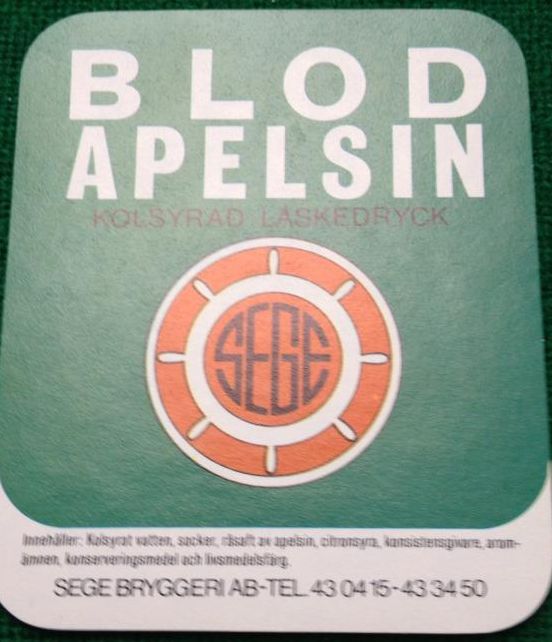 BLOD
APELSIN
KOLSYRAD LÄSKEDRYCK
SEGE
Innehåller: Kolsyrat vatten, socker, råsaft av apelsin, citronsyra, konsistensgivare, arom-
ämnen, konserveringsmedel och livsmedelsfärg.
SEGE BRYGGERI AB-TEL. 43 04 15-43 34 50